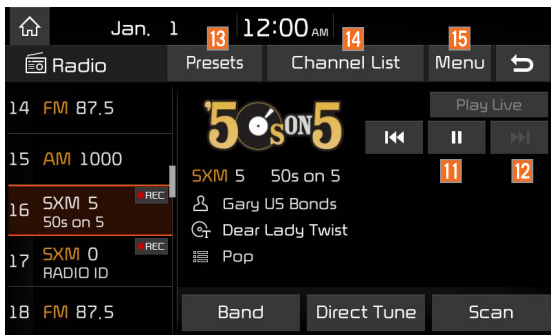 Jan. 1 12:00 AM
13 14 15
Radio Presets Channel List Menu
14 FM 87.5
'50s ON 5
Play Live
15 AM 1000
11 12
SXM 5 50s on 5
16 SXM 5 REC
50s on 5
Gary US Bonds
Dear Lady Twist
Pop
17 SXM 0 REC
RADIO ID
18 FM 87.5
Band Direct Tune Scan